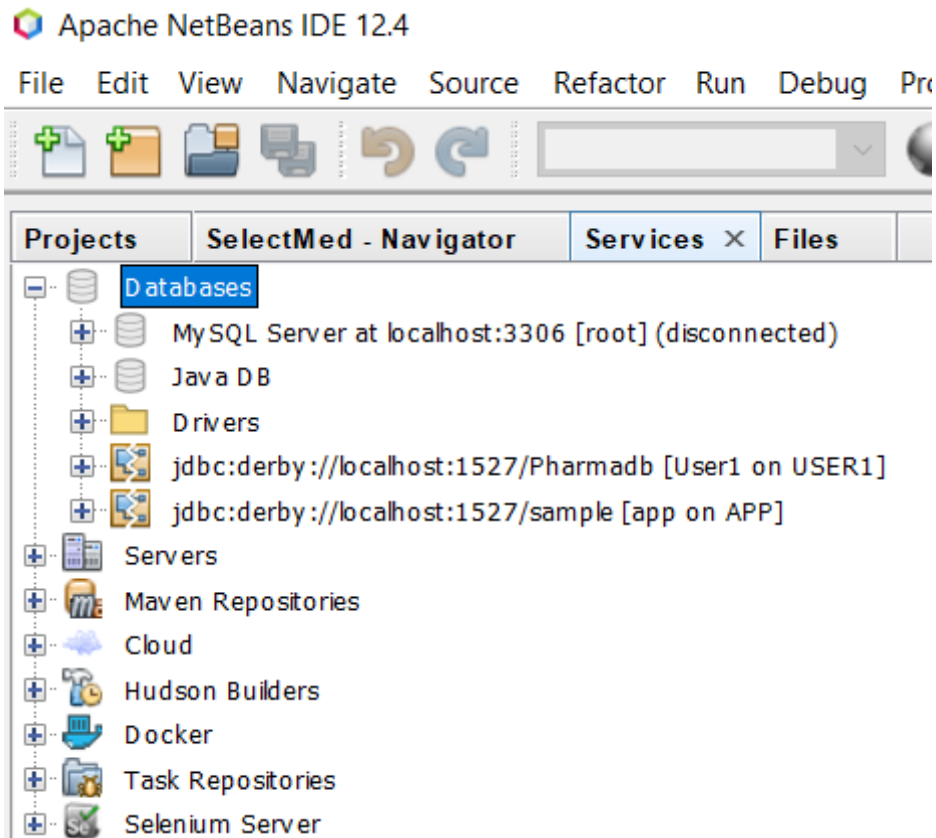 Apache NetBeans IDE 12.4
File Edit View Navigate Source Refactor Run Debug Pro
Projects SelectMed - Navigator Services × Files
Databases
MySQL Server at localhost:3306 [root] (disconnected)
Java DB
Drivers
jdbc:derby://localhost:1527/Pharmadb [User1 on USER1]
jdbc:derby://localhost:1527/sample [app on APP]
Servers
Maven Repositories
Cloud
Hudson Builders
Docker
Task Repositories
Selenium Server